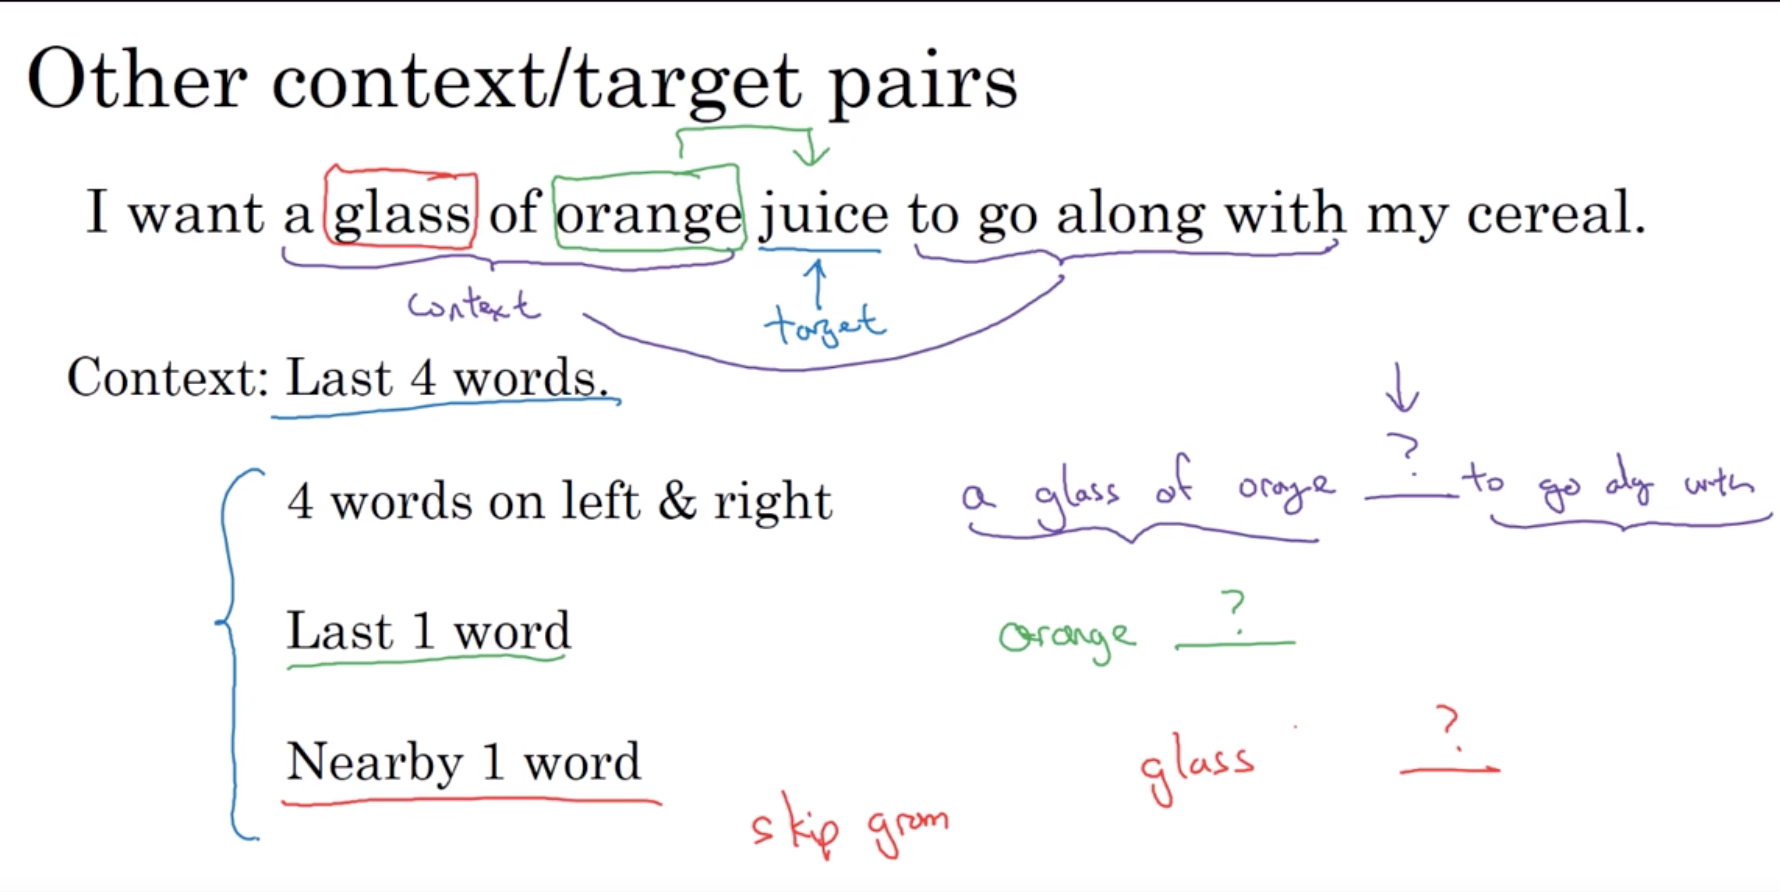 Other context/target pairs
I want a glass of orange juice to go along with my cereal.
context
target
Context: Last 4 words.
?
4 words on left & right
a glass of orange to go alg with
?
Last 1 word
orange
?
Nearby 1 word
glass
skip gram